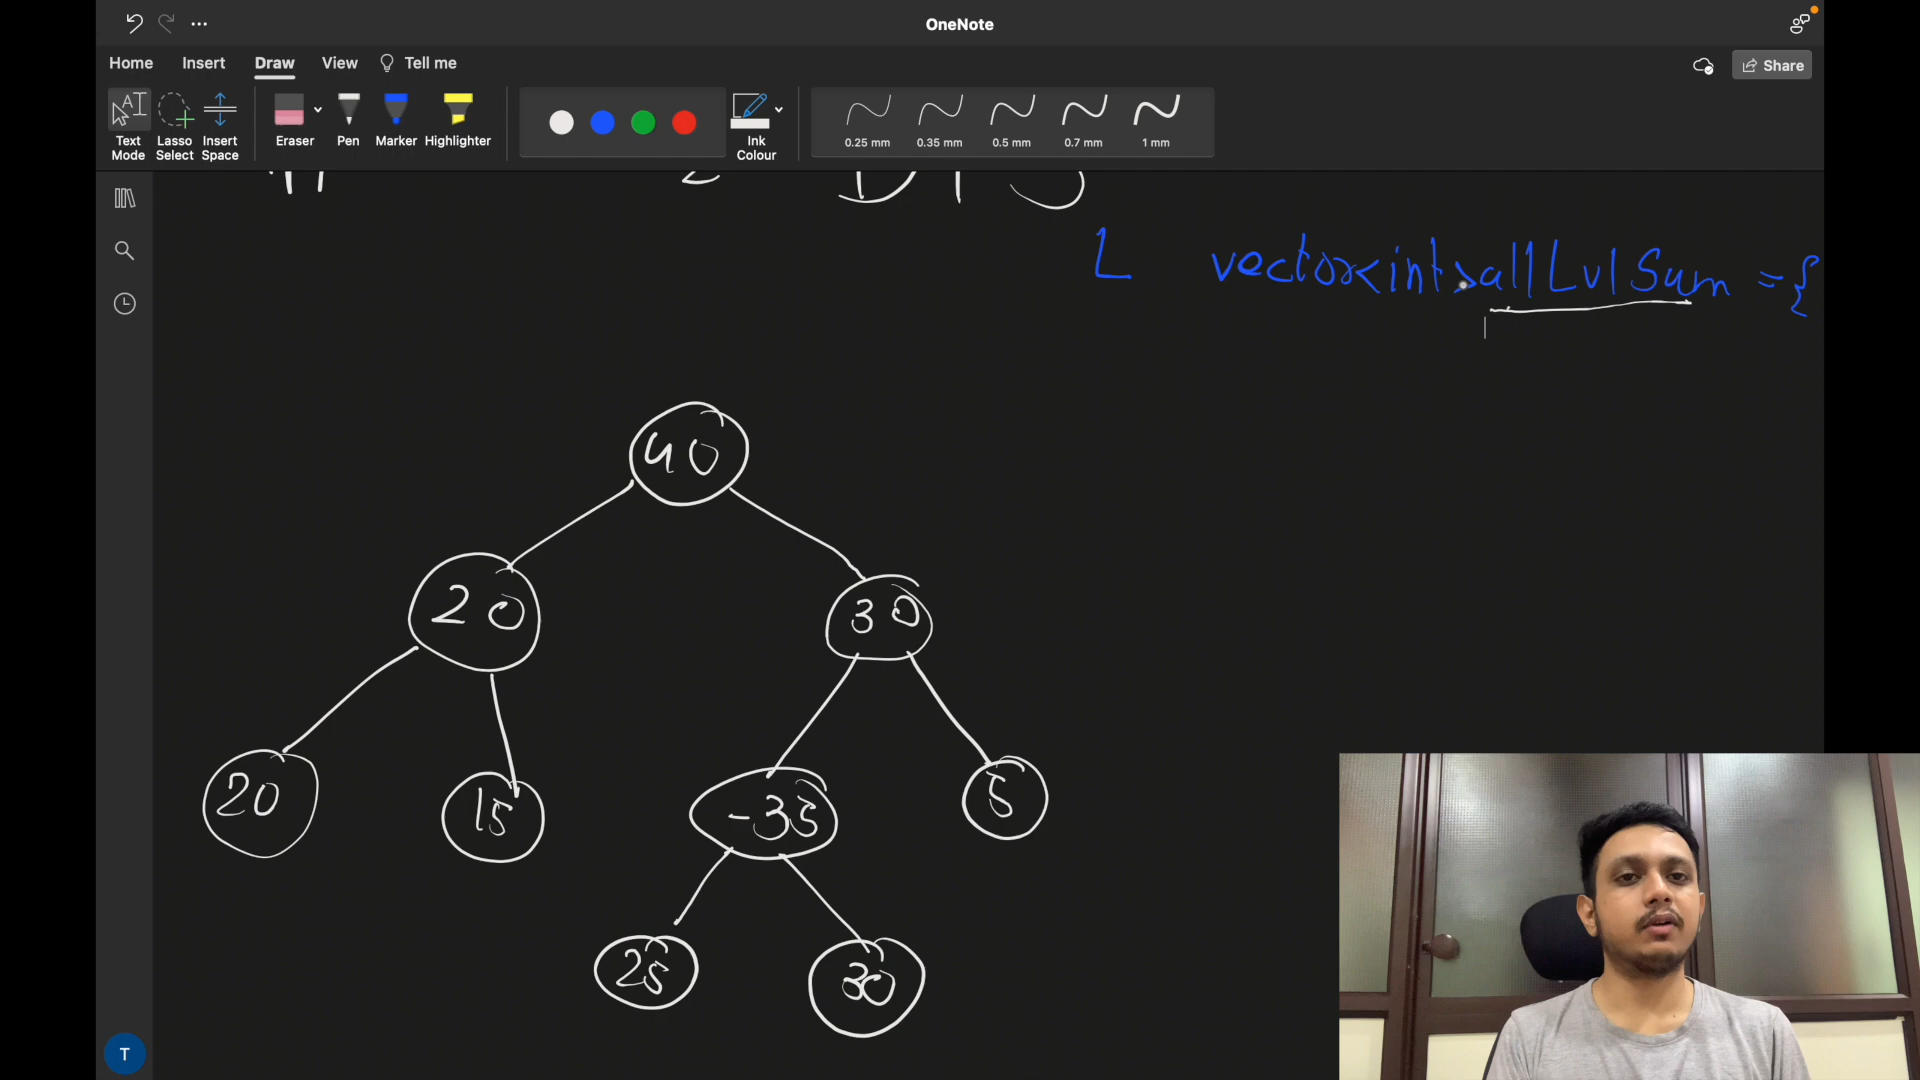 OneNote
Home Insert Draw View Tell me
Share
Text Mode
Lasso Select
Insert Space
Eraser
Pen
Marker
Highlighter
Ink Colour
0.25 mm
0.35 mm
0.5 mm
0.7 mm
1 mm
L vector<int>allLvlSum = {
40
20 30
20 15 -35 5
25 30
T